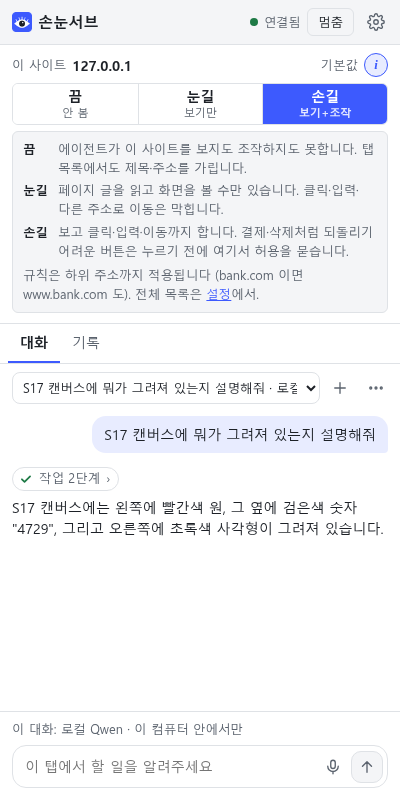 손눈서브
연결됨 멈춤
이 사이트 127.0.0.1 기본값 i
끔 눈길 손길
안 봄 보기만 보기+조작
끔 에이전트가 이 사이트를 보지도 조작하지도 못합니다. 탭
목록에서도 제목·주소를 가립니다.
눈길 페이지 글을 읽고 화면을 볼 수만 있습니다. 클릭·입력·
다른 주소로 이동은 막힙니다.
손길 보고 클릭·입력·이동까지 합니다. 결제·삭제처럼 되돌리기
어려운 버튼은 누르기 전에 여기서 허용을 묻습니다.
규칙은 하위 주소까지 적용됩니다 (bank.com 이면
www.bank.com 도). 전체 목록은 설정에서.
대화 기록
S17 캔버스에 뭐가 그려져 있는지 설명해줘 · 로컬
S17 캔버스에 뭐가 그려져 있는지 설명해줘
작업 2단계 ›
S17 캔버스에는 왼쪽에 빨간색 원, 그 옆에 검은색 숫자
"4729", 그리고 오른쪽에 초록색 사각형이 그려져 있습니다.
이 대화: 로컬 Qwen · 이 컴퓨터 안에서만
이 탭에서 할 일을 알려주세요